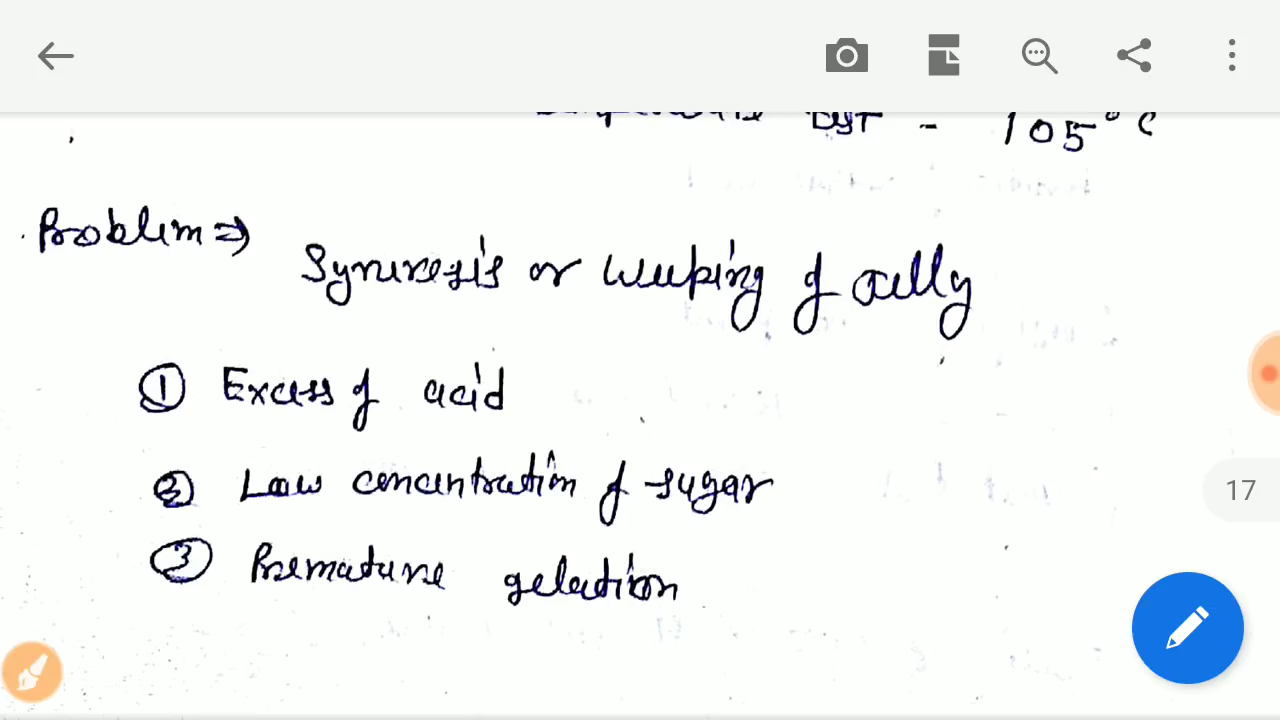 - 105°C
Problem ⇒
Syneresis or weeping of Jelly
① Excess of acid
② Low concentration of sugar
③ Premature gelation
17